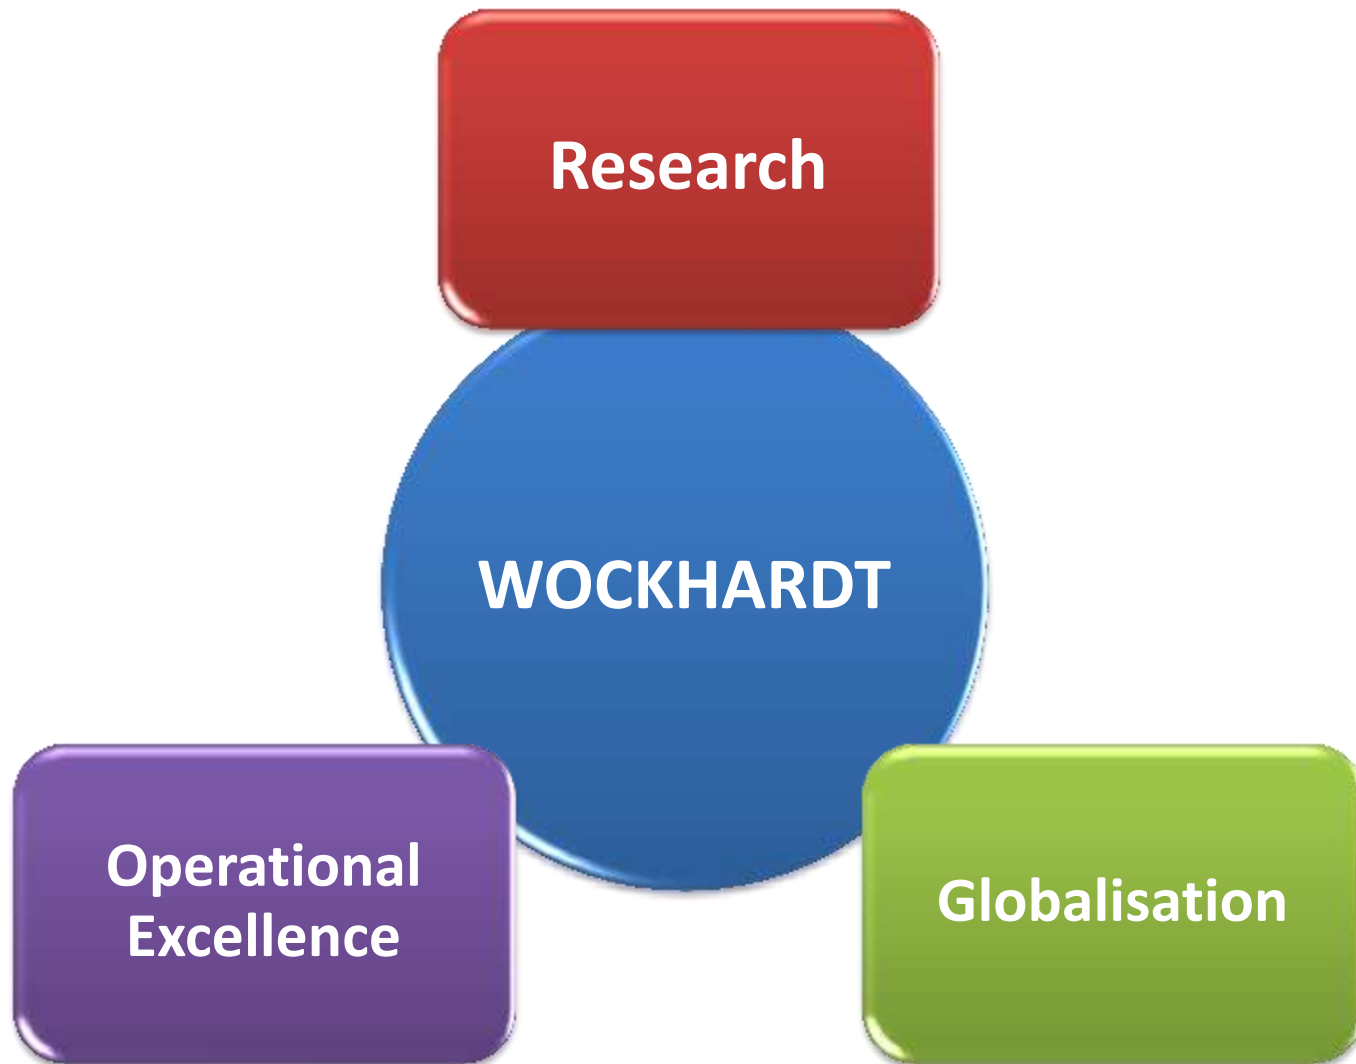 Research
WOCKHARDT
Operational
Excellence
Globalisation